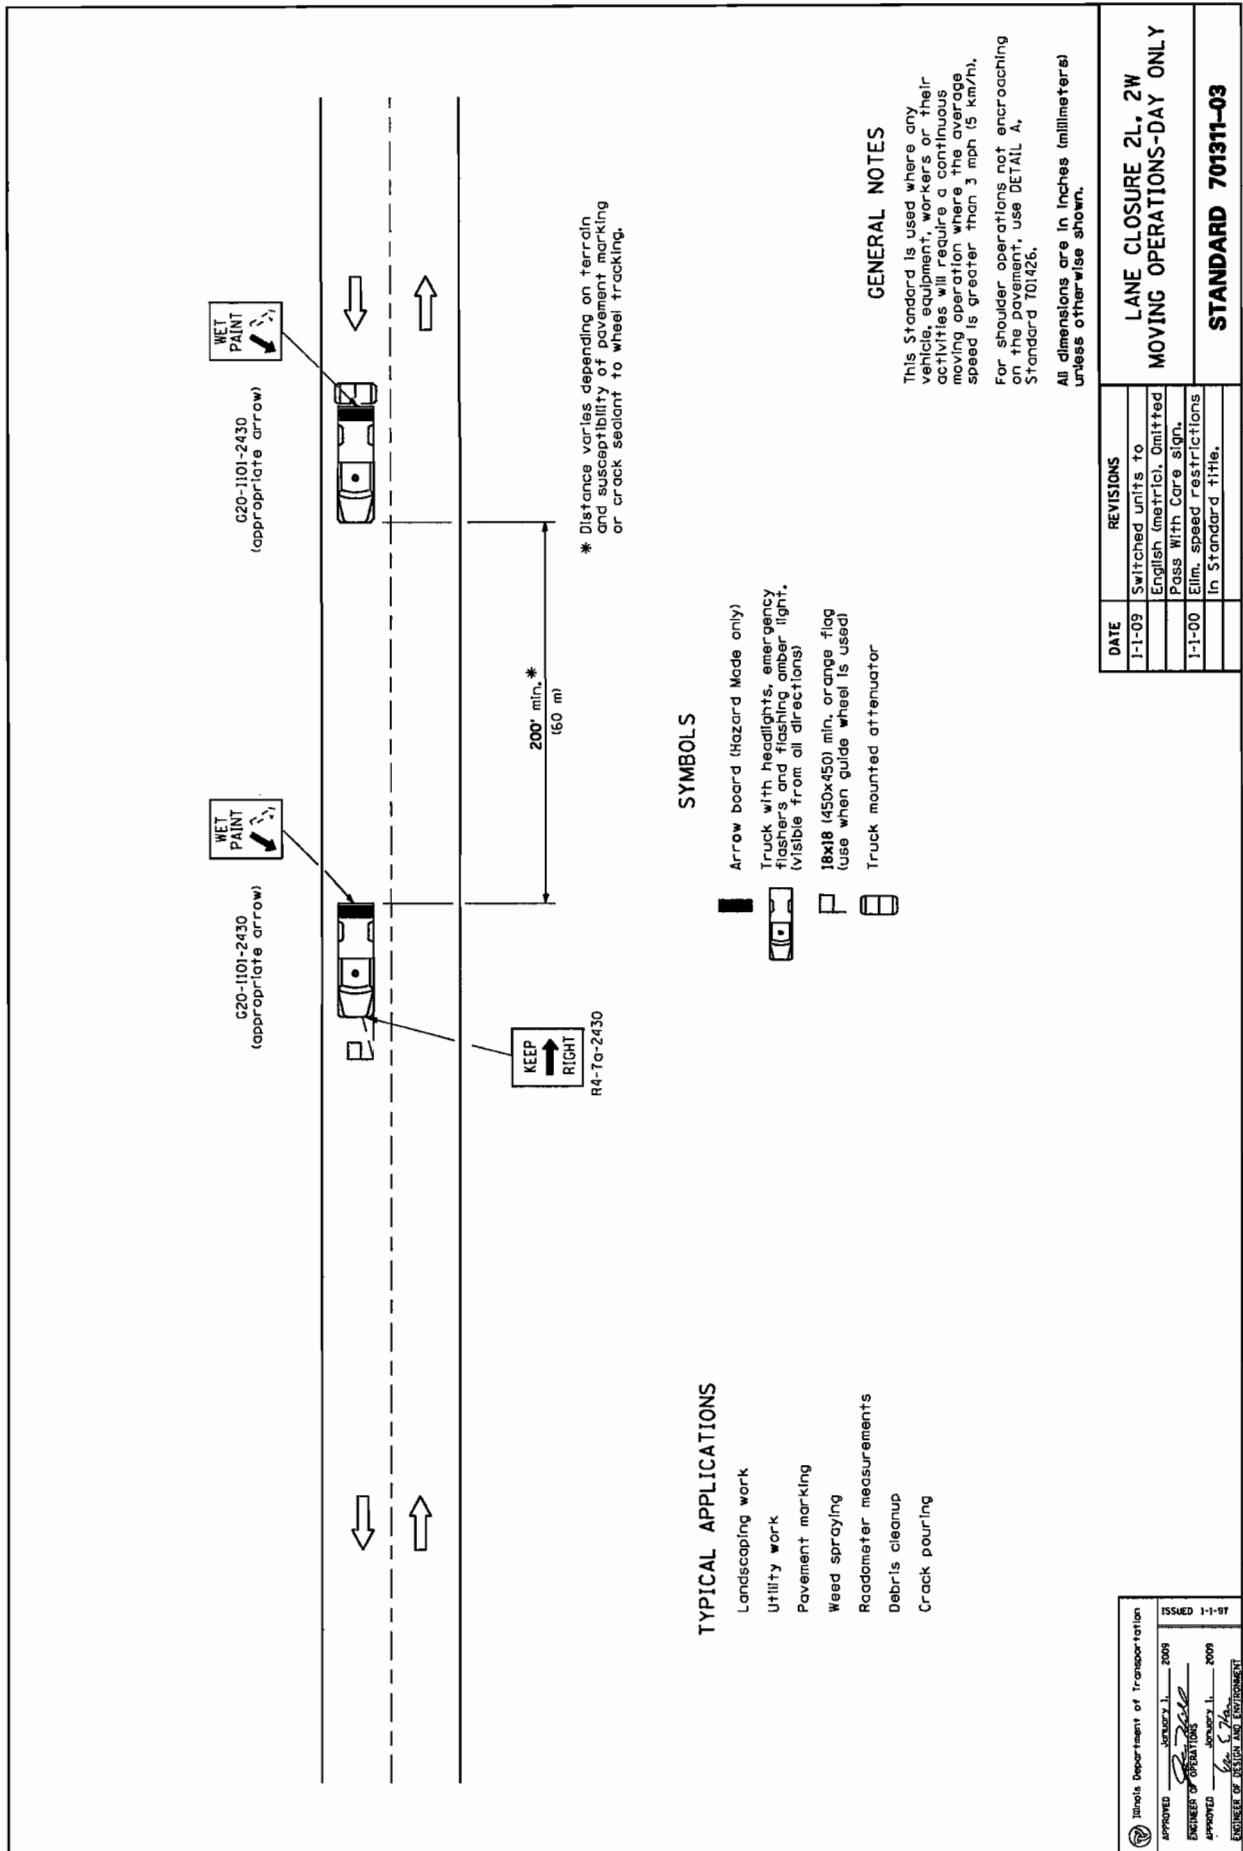 WET
PAINT
G20-I101-2430
(appropriate arrow)
WET
PAINT
G20-I101-2430
(appropriate arrow)
KEEP
RIGHT
R4-7a-2430
200' min.*
(60 m)
* Distance varies depending on terrain
and susceptibility of pavement marking
or crack sealant to wheel tracking.
TYPICAL APPLICATIONS
Landscaping work
Utility work
Pavement marking
Weed spraying
Roadometer measurements
Debris cleanup
Crack pouring
SYMBOLS
Arrow board (Hazard Mode only)
Truck with headlights, emergency
flashers and flashing amber light.
(visible from all directions)
18x18 (450x450) min. orange flag
(use when guide wheel is used)
Truck mounted attenuator
GENERAL NOTES
This Standard is used where any
vehicle, equipment, workers or their
activities will require a continuous
moving operation where the average
speed is greater than 3 mph (5 km/h).
For shoulder operations not encroaching
on the pavement, use DETAIL A,
Standard 701426.
All dimensions are in inches (millimeters)
unless otherwise shown.
Illinois Department of Transportation
APPROVED January 1, 2009
ENGINEER OF OPERATIONS
APPROVED January 1, 2009
ENGINEER OF DESIGN AND ENVIRONMENT
ISSUED 1-1-97
DATE REVISIONS
1-1-09 Switched units to
English (metric). Omitted
Pass With Care sign.
1-1-00 Elim. speed restrictions
in Standard title.
LANE CLOSURE 2L, 2W
MOVING OPERATIONS-DAY ONLY
STANDARD 701311-03